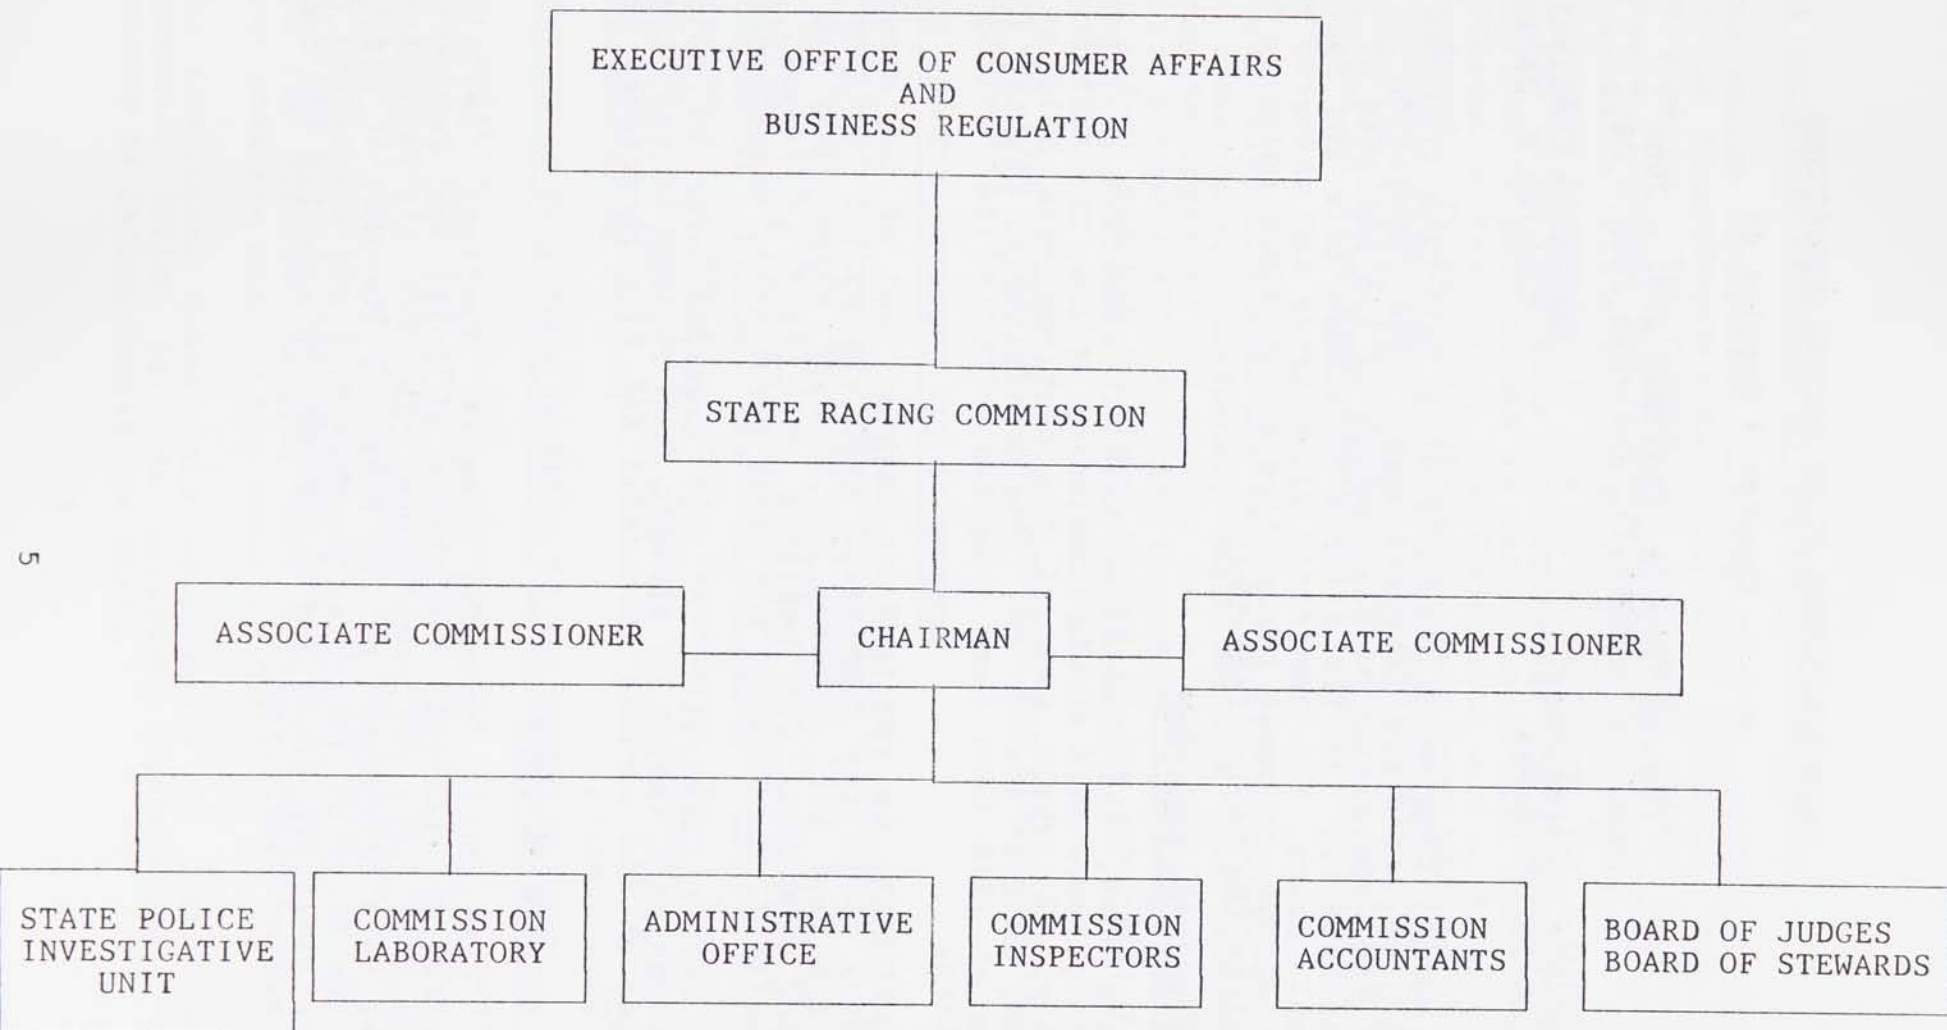 EXECUTIVE OFFICE OF CONSUMER AFFAIRS
AND
BUSINESS REGULATION
STATE RACING COMMISSION
5
ASSOCIATE COMMISSIONER
CHAIRMAN
ASSOCIATE COMMISSIONER
STATE POLICE
INVESTIGATIVE
UNIT
COMMISSION
LABORATORY
ADMINISTRATIVE
OFFICE
COMMISSION
INSPECTORS
COMMISSION
ACCOUNTANTS
BOARD OF JUDGES
BOARD OF STEWARDS